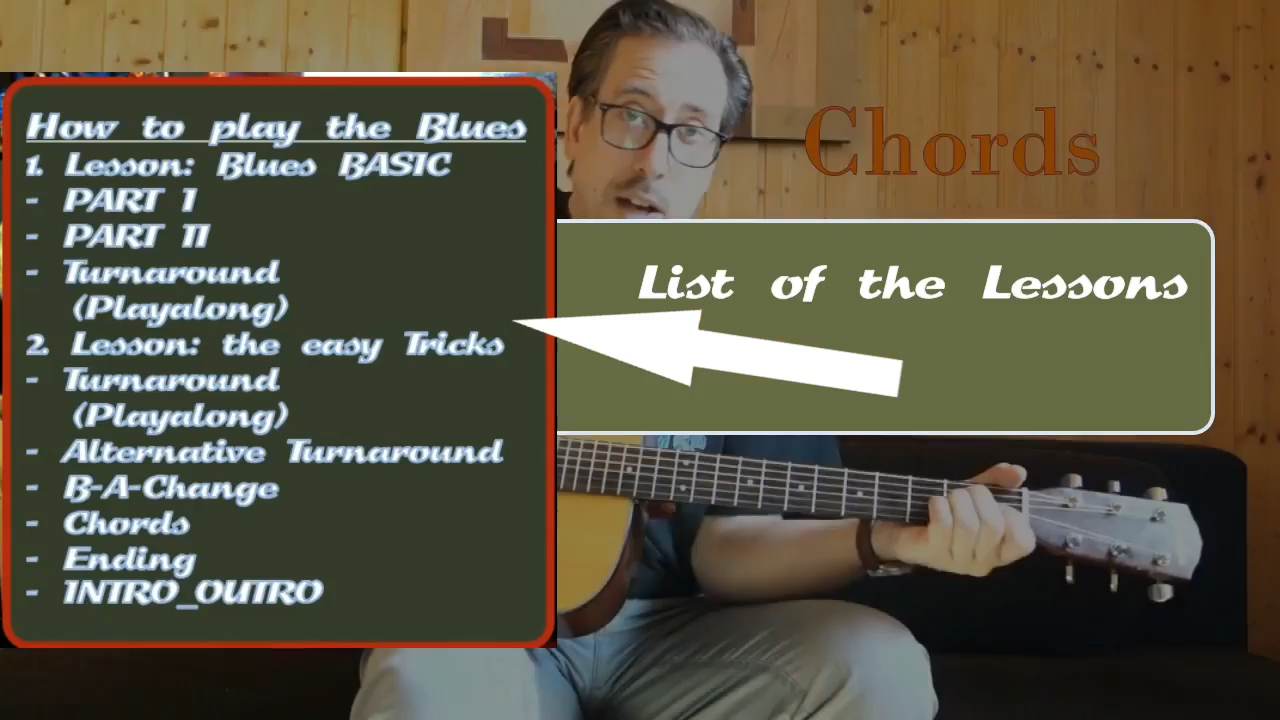 How to play the Blues
1. Lesson: Blues BASIC
- PART I
- PART II
- Turnaround
(Playalong)
2. Lesson: the easy Tricks
- Turnaround
(Playalong)
- Alternative Turnaround
- B-A-Change
- Chords
- Ending
- INTRO_OUTRO
Chords
List of the Lessons